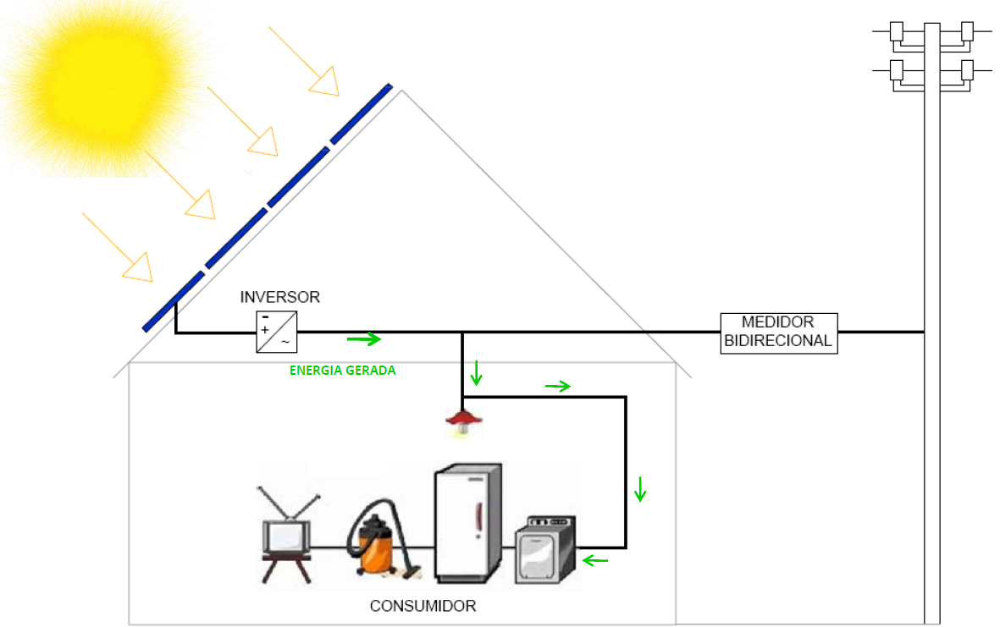 INVERSOR
MEDIDOR
BIDIRECIONAL
ENERGIA GERADA
CONSUMIDOR